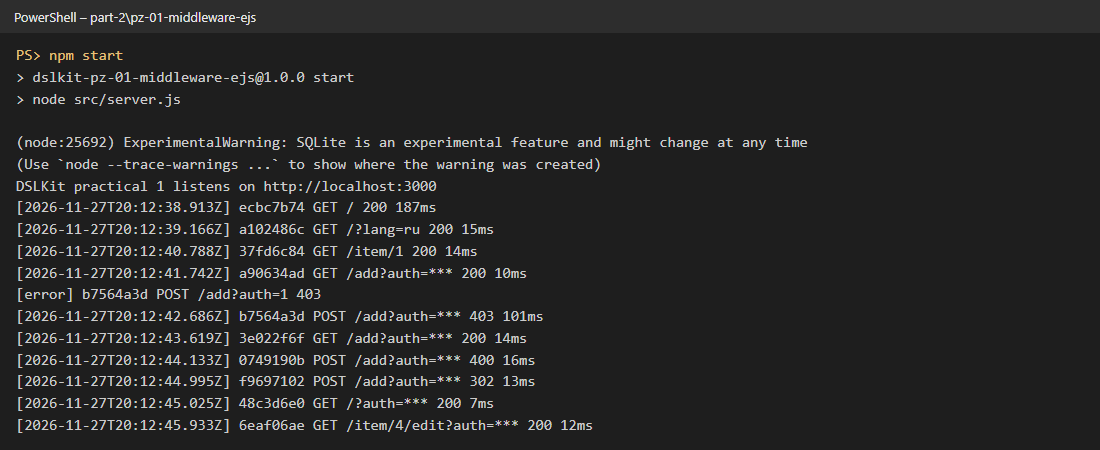 PowerShell – part-2\pz-01-middleware-ejs
PS> npm start
> dslkit-pz-01-middleware-ejs@1.0.0 start
> node src/server.js
(node:25692) ExperimentalWarning: SQLite is an experimental feature and might change at any time
(Use `node --trace-warnings ...` to show where the warning was created)
DSLKit practical 1 listens on http://localhost:3000
[2026-11-27T20:12:38.913Z] ecbc7b74 GET / 200 187ms
[2026-11-27T20:12:39.166Z] a102486c GET /?lang=ru 200 15ms
[2026-11-27T20:12:40.788Z] 37fd6c84 GET /item/1 200 14ms
[2026-11-27T20:12:41.742Z] a90634ad GET /add?auth=*** 200 10ms
[error] b7564a3d POST /add?auth=1 403
[2026-11-27T20:12:42.686Z] b7564a3d POST /add?auth=*** 403 101ms
[2026-11-27T20:12:43.619Z] 3e022f6f GET /add?auth=*** 200 14ms
[2026-11-27T20:12:44.133Z] 0749190b POST /add?auth=*** 400 16ms
[2026-11-27T20:12:44.995Z] f9697102 POST /add?auth=*** 302 13ms
[2026-11-27T20:12:45.025Z] 48c3d6e0 GET /?auth=*** 200 7ms
[2026-11-27T20:12:45.933Z] 6eaf06ae GET /item/4/edit?auth=*** 200 12ms